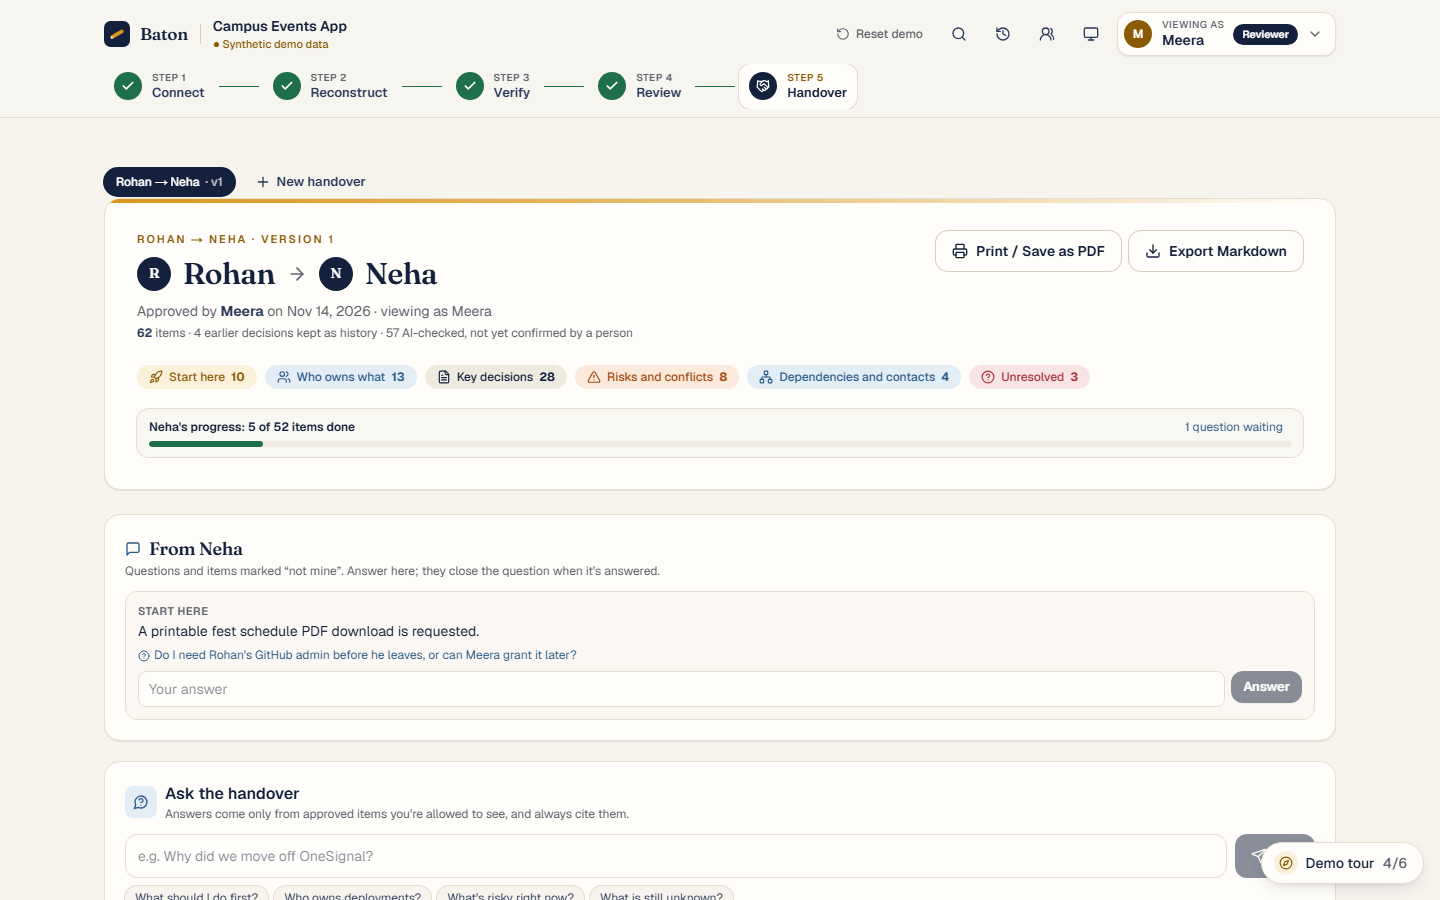 Baton
Campus Events App
Synthetic demo data
Reset demo
M
VIEWING AS
Meera
Reviewer
STEP 1
Connect
STEP 2
Reconstruct
STEP 3
Verify
STEP 4
Review
STEP 5
Handover
Rohan → Neha · v1
+ New handover
ROHAN → NEHA · VERSION 1
R Rohan → N Neha
Print / Save as PDF
Export Markdown
Approved by Meera on Nov 14, 2026 · viewing as Meera
62 items · 4 earlier decisions kept as history · 57 AI-checked, not yet confirmed by a person
Start here 10
Who owns what 13
Key decisions 28
Risks and conflicts 8
Dependencies and contacts 4
Unresolved 3
Neha's progress: 5 of 52 items done
1 question waiting
From Neha
Questions and items marked “not mine”. Answer here; they close the question when it's answered.
START HERE
A printable fest schedule PDF download is requested.
Do I need Rohan's GitHub admin before he leaves, or can Meera grant it later?
Your answer
Answer
Ask the handover
Answers come only from approved items you're allowed to see, and always cite them.
e.g. Why did we move off OneSignal?
Demo tour 4/6
What should I do first?
Who owns deployments?
What's risky right now?
What is still unknown?